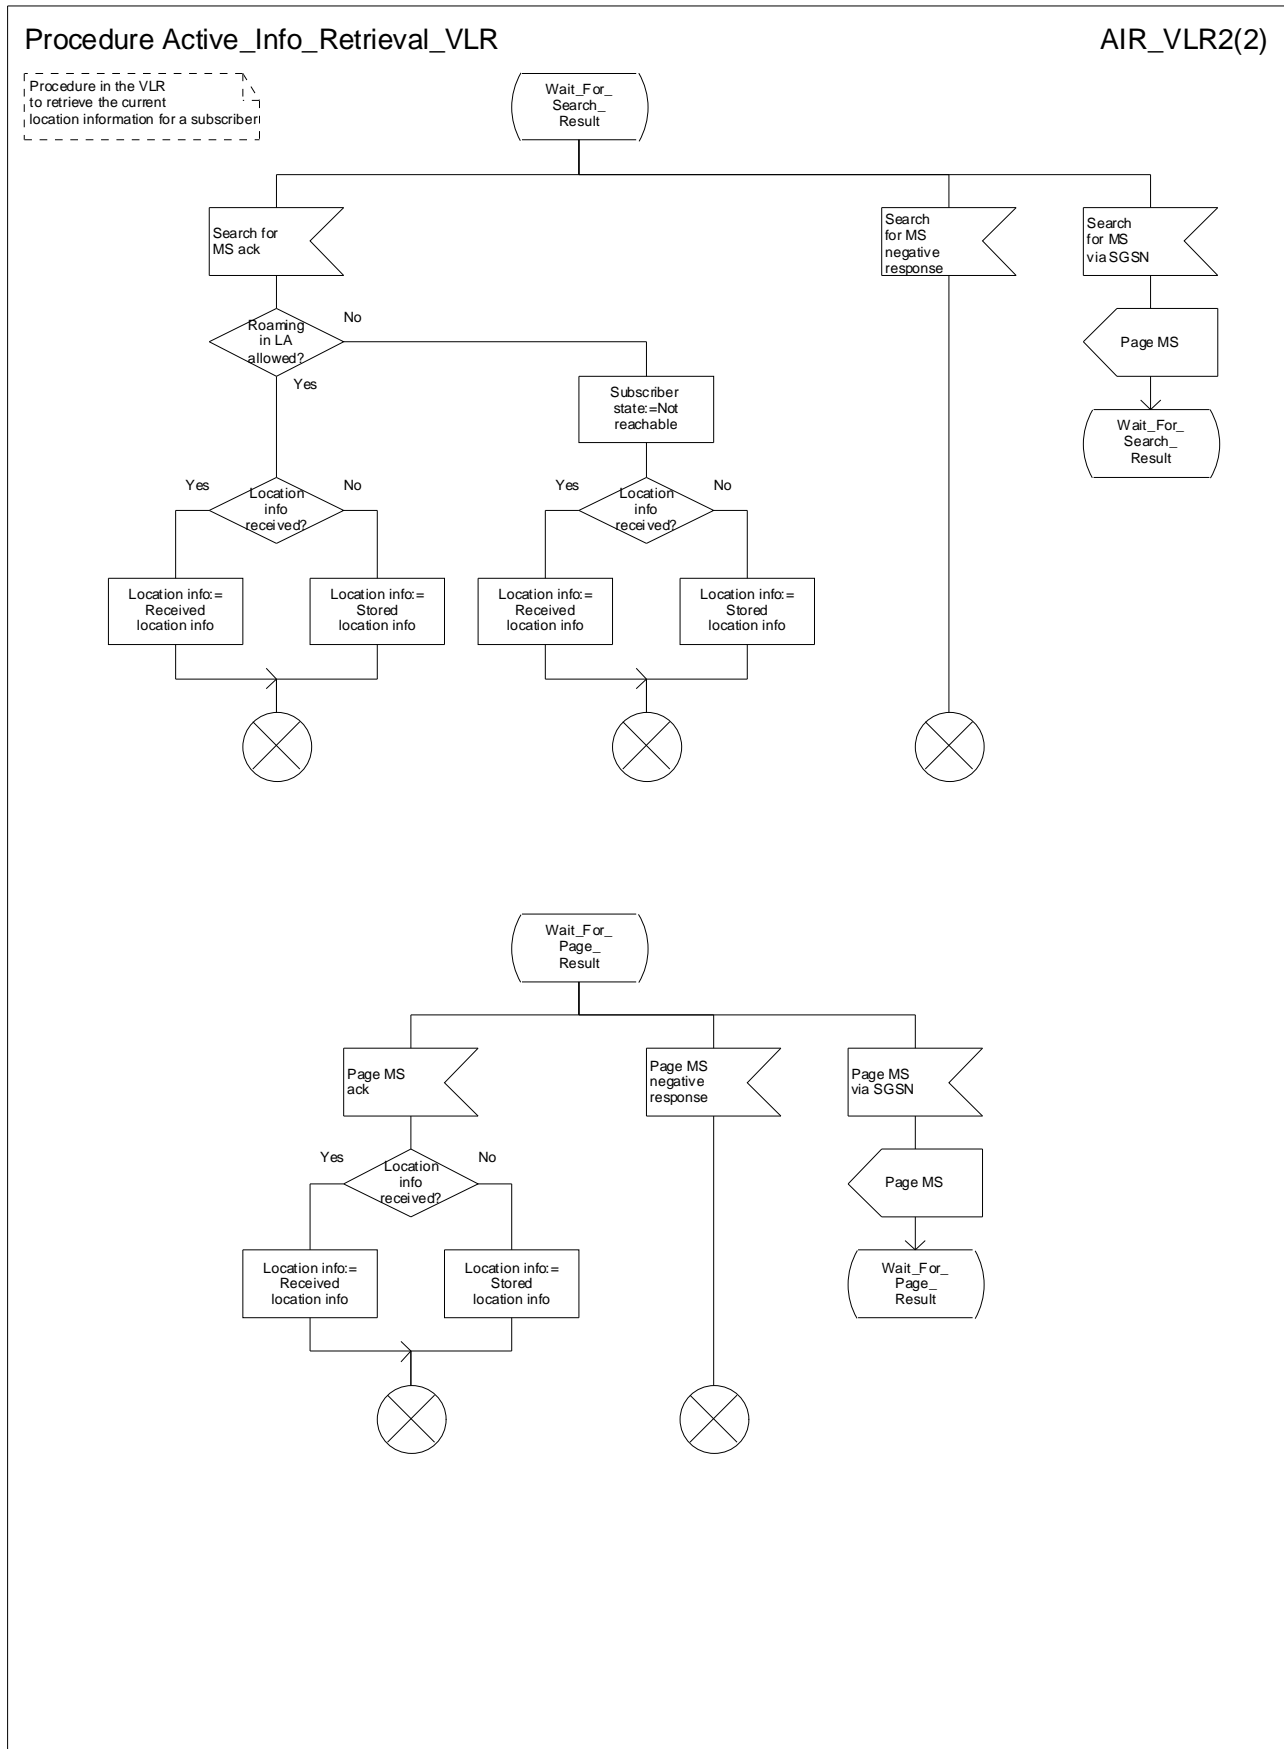 Procedure Active_Info_Retrieval_VLR
AIR_VLR2(2)
Procedure in the VLR
to retrieve the current
location information for a subscriber
Wait_For_
Search_
Result
Search for
MS ack
Search
for MS
negative
response
Search
for MS
via SGSN
Roaming
in LA
allowed?
No
Yes
Page MS
Subscriber
state:=Not
reachable
Wait_For_
Search_
Result
Yes
Location
info
received?
No
Yes
Location
info
received?
No
Location info:=
Received
location info
Location info:=
Stored
location info
Location info:=
Received
location info
Location info:=
Stored
location info
Wait_For_
Page_
Result
Page MS
ack
Page MS
negative
response
Page MS
via SGSN
Yes
Location
info
received?
No
Page MS
Location info:=
Received
location info
Location info:=
Stored
location info
Wait_For_
Page_
Result